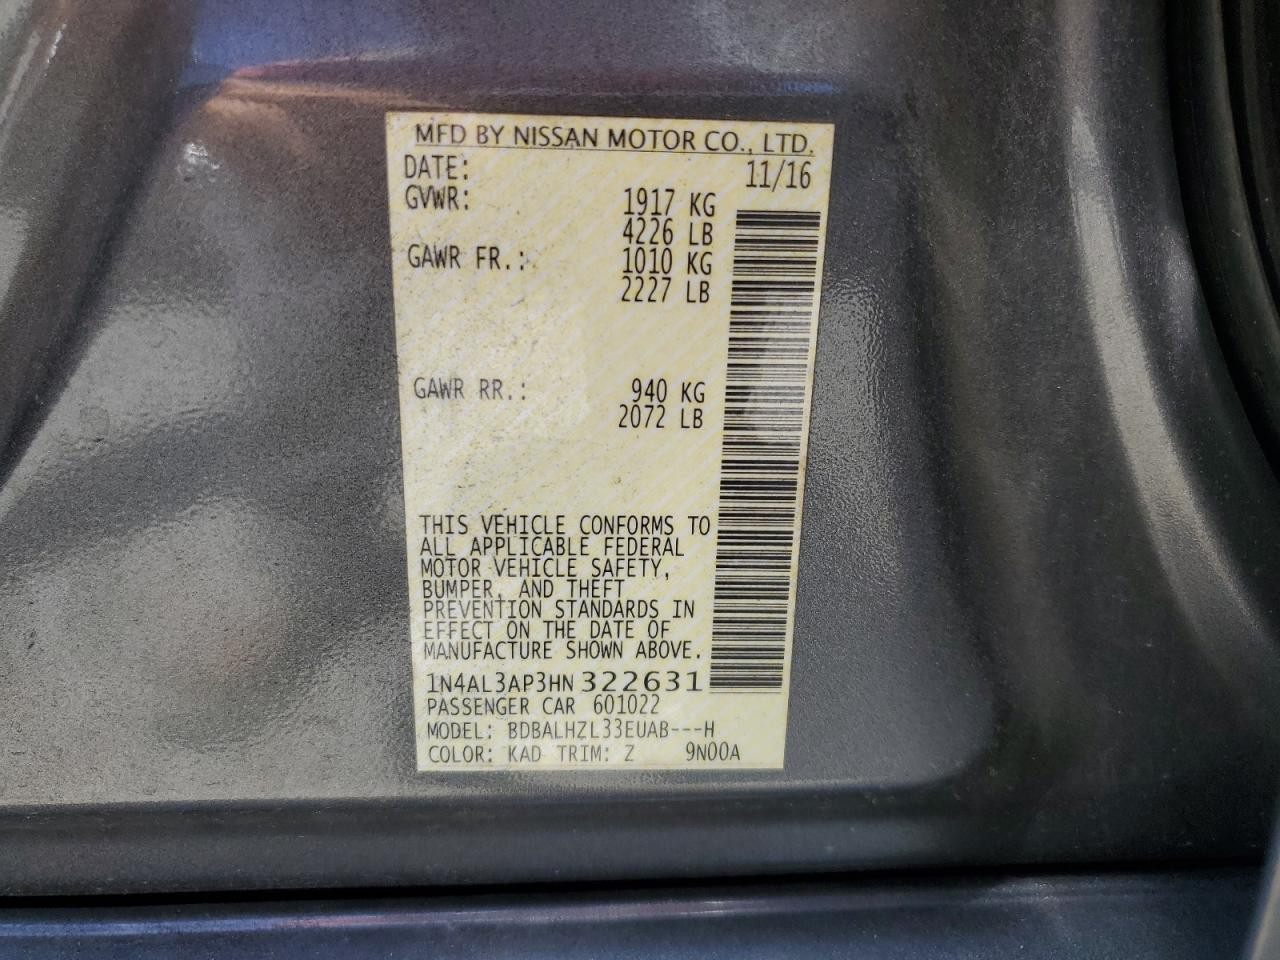 MFD BY NISSAN MOTOR CO., LTD.
DATE: 11/16
GVWR: 1917 KG
4226 LB
GAWR FR.: 1010 KG
2227 LB
GAWR RR.: 940 KG
2072 LB
THIS VEHICLE CONFORMS TO
ALL APPLICABLE FEDERAL
MOTOR VEHICLE SAFETY,
BUMPER, AND THEFT
PREVENTION STANDARDS IN
EFFECT ON THE DATE OF
MANUFACTURE SHOWN ABOVE.
1N4AL3AP3HN322631
PASSENGER CAR 601022
MODEL: BDBALHZL33EUAB---H
COLOR: KAD TRIM: Z 9N00A